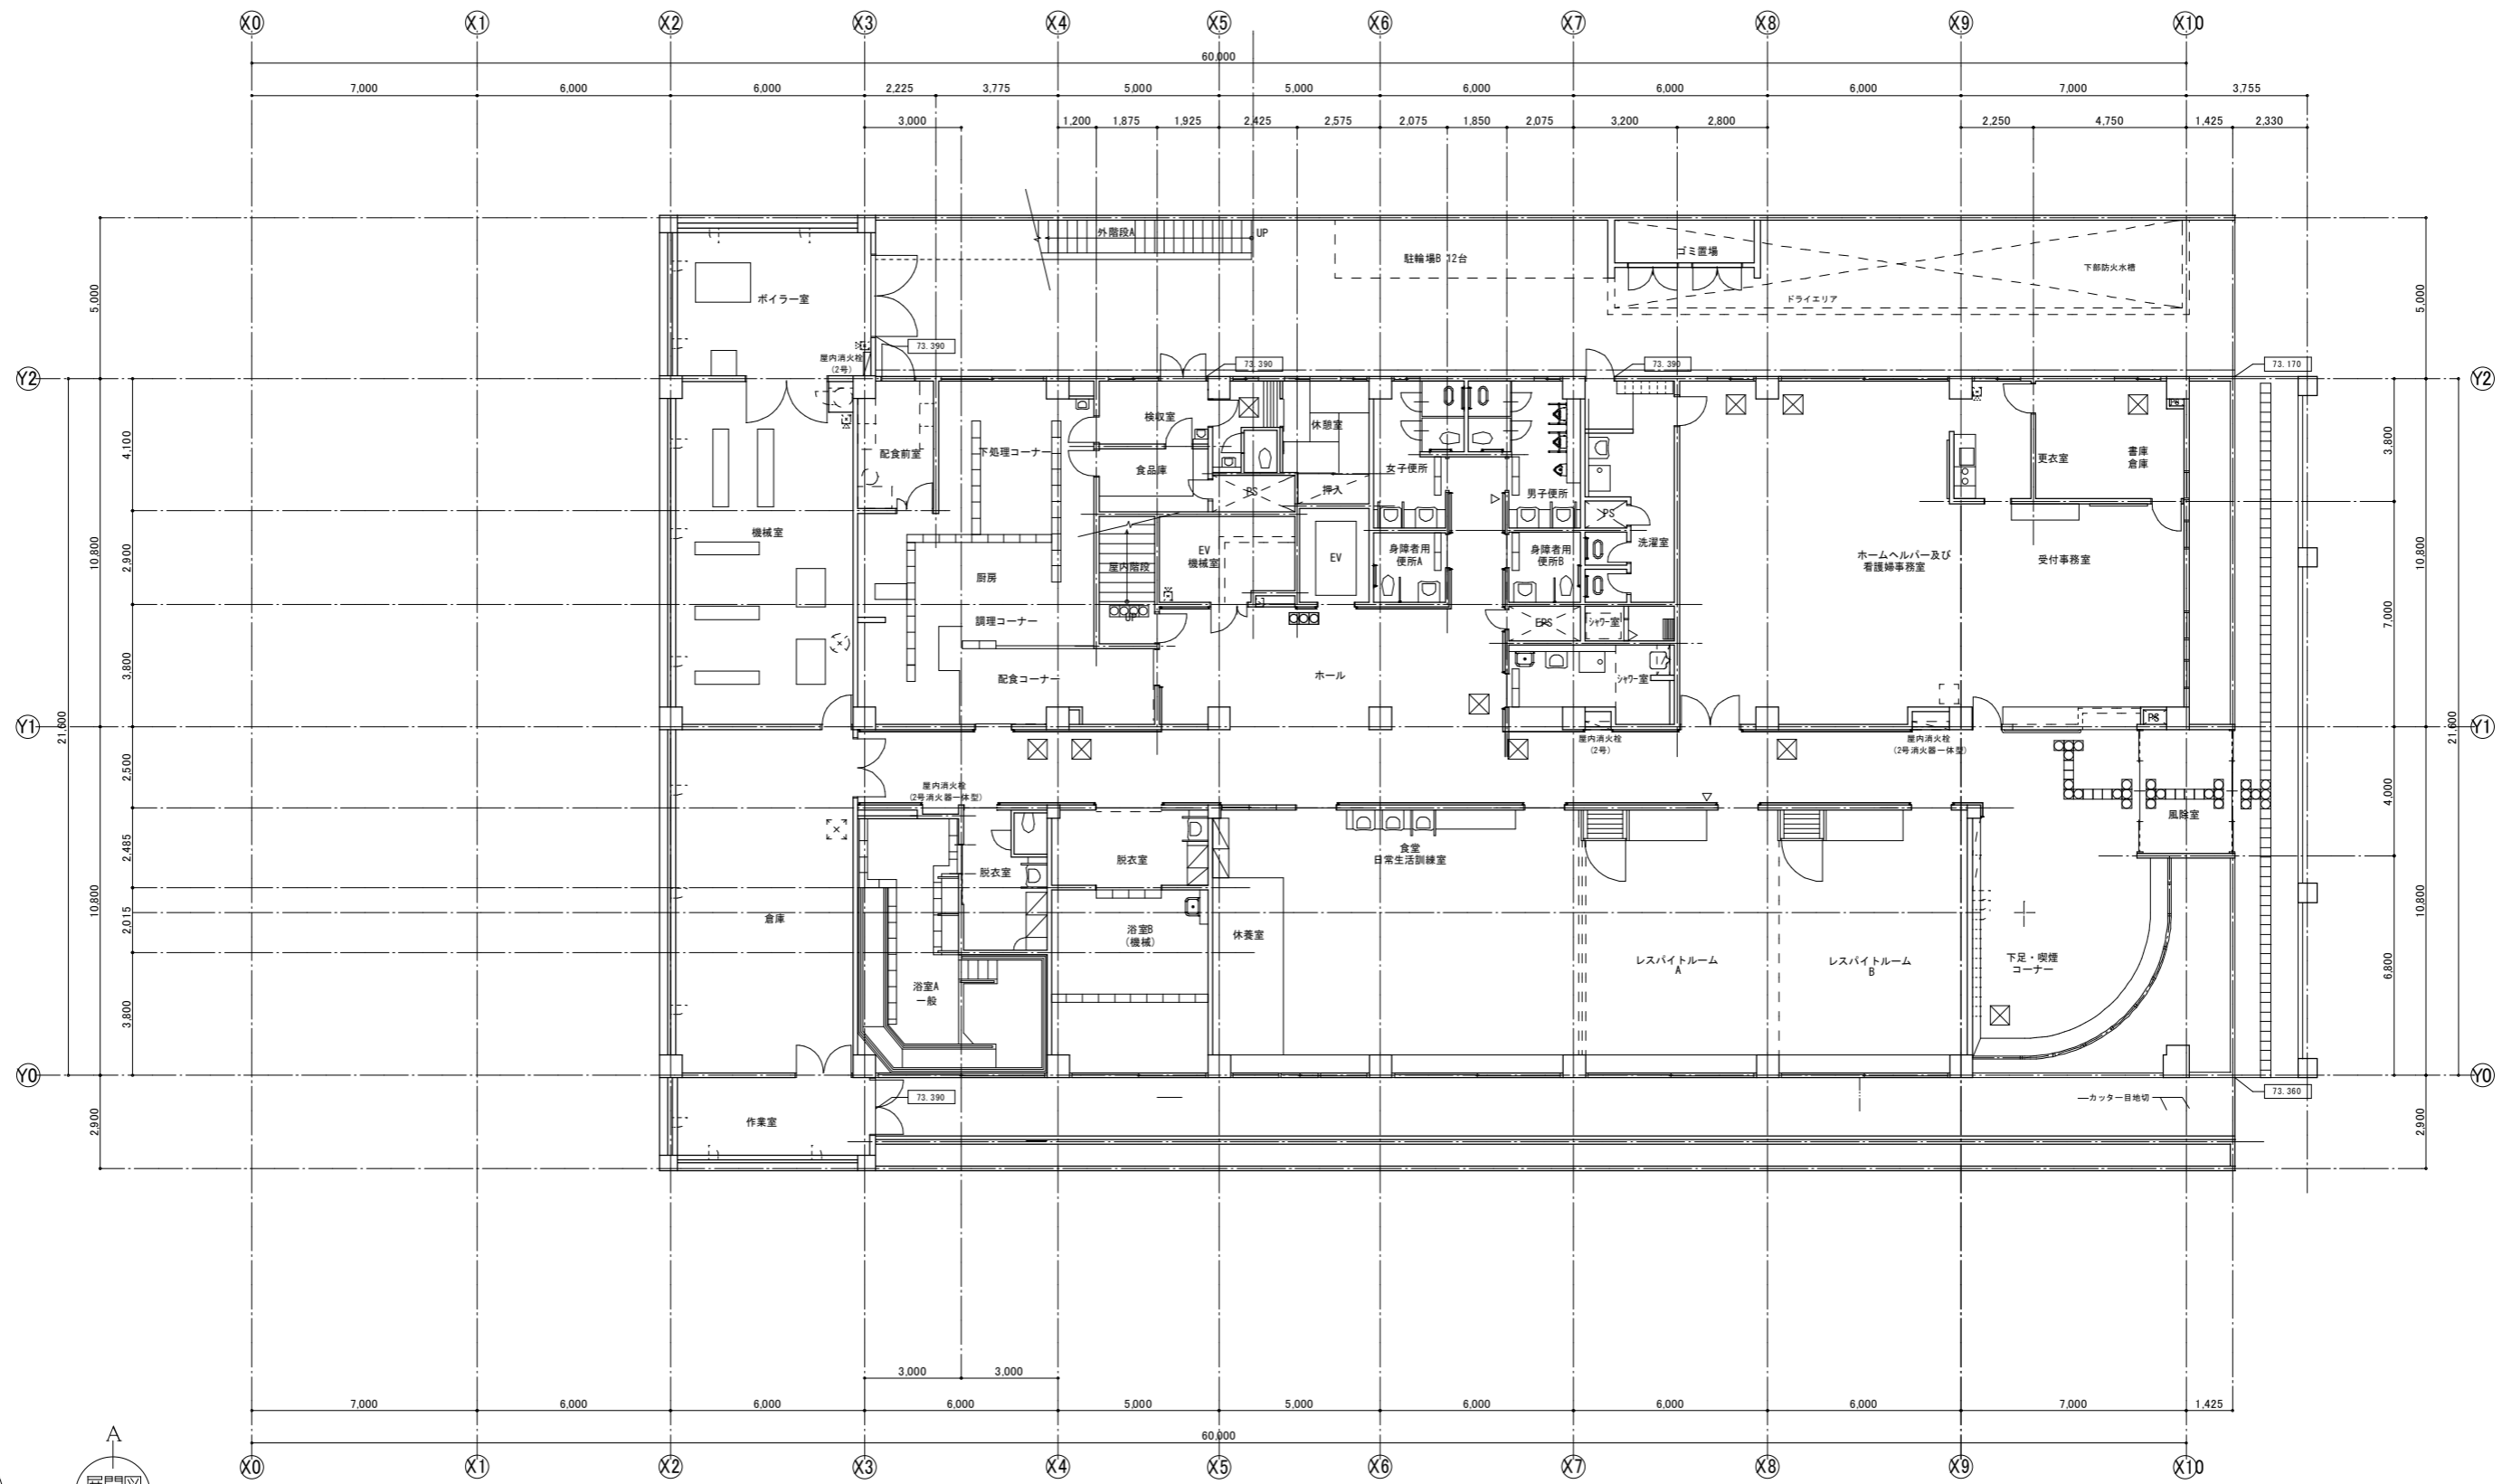 X0 X1 X2 X3 X4 X5 X6 X7 X8 X9 X10
60,000
7,000 6,000 6,000 2,225 3,775 5,000 5,000 6,000 6,000 6,000 7,000 3,755
3,000 1,200 1,875 1,925 2,425 2,575 2,075 1,850 2,075 3,200 2,800 2,250 4,750 1,425 2,330
外階段A UP
駐輪場B 12台
ゴミ置場
下部防火水槽
ドライエリア
ボイラー室
5,000
5,000
屋内消火栓
(2号)
73.390
73.390
73.390
73.170
Y2
Y2
検収室
配食前室
下処理コーナー
食品庫
休憩室
PS
押入
女子便所
男子便所
PS
更衣室
書庫
倉庫
4,100
3,800
機械室
EV
機械室
EV
屋内階段
UP
身障者用
便所A
身障者用
便所B
洗濯室
ホームヘルパー及び
看護婦事務室
受付事務室
10,800
2,900
10,800
厨房
調理コーナー
EPS
シャワー室
7,000
配食コーナー
ホール
シャワー室
PS
3,800
21,600
21,600
Y1
Y1
屋内消火栓
(2号)
屋内消火栓
(2号消火器一体型)
2,500
屋内消火栓
(2号消火器一体型)
4,000
風除室
2,485
脱衣室
脱衣室
食堂
日常生活訓練室
10,800
2,015
倉庫
浴室B
(機械)
休養室
レスパイトルーム
A
レスパイトルーム
B
下足・喫煙
コーナー
10,800
6,800
浴室A
一般
3,800
Y0
Y0
73.390
73.360
カッター目地切
作業室
2,900
2,900
3,000 3,000
7,000 6,000 6,000 6,000 5,000 5,000 6,000 6,000 6,000 7,000 1,425
60,000
A
展開図
X0 X1 X2 X3 X4 X5 X6 X7 X8 X9 X10